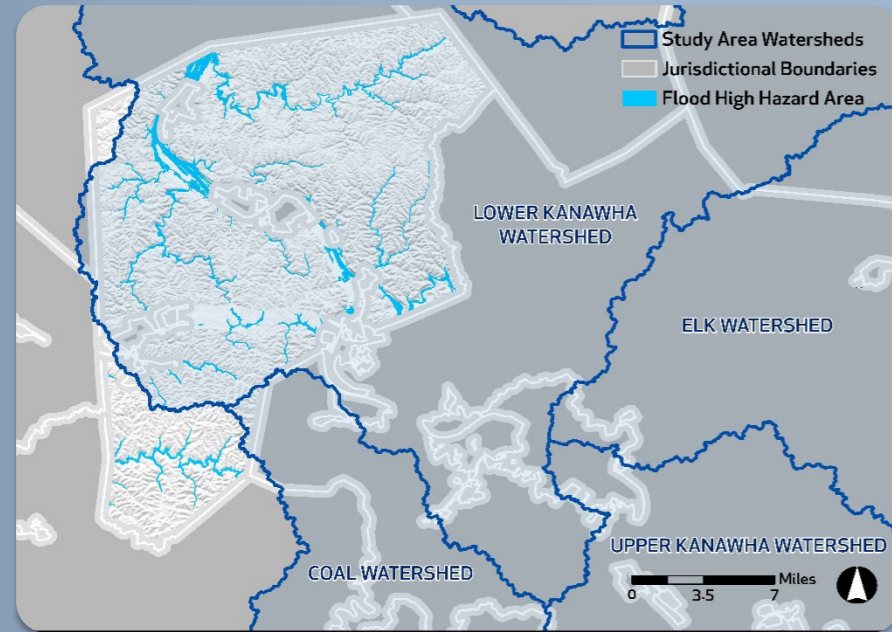 Study Area Watersheds
Jurisdictional Boundaries
Flood High Hazard Area
LOWER KANAWHA
WATERSHED
ELK WATERSHED
UPPER KANAWHA WATERSHED
COAL WATERSHED
Miles
0 3.5 7